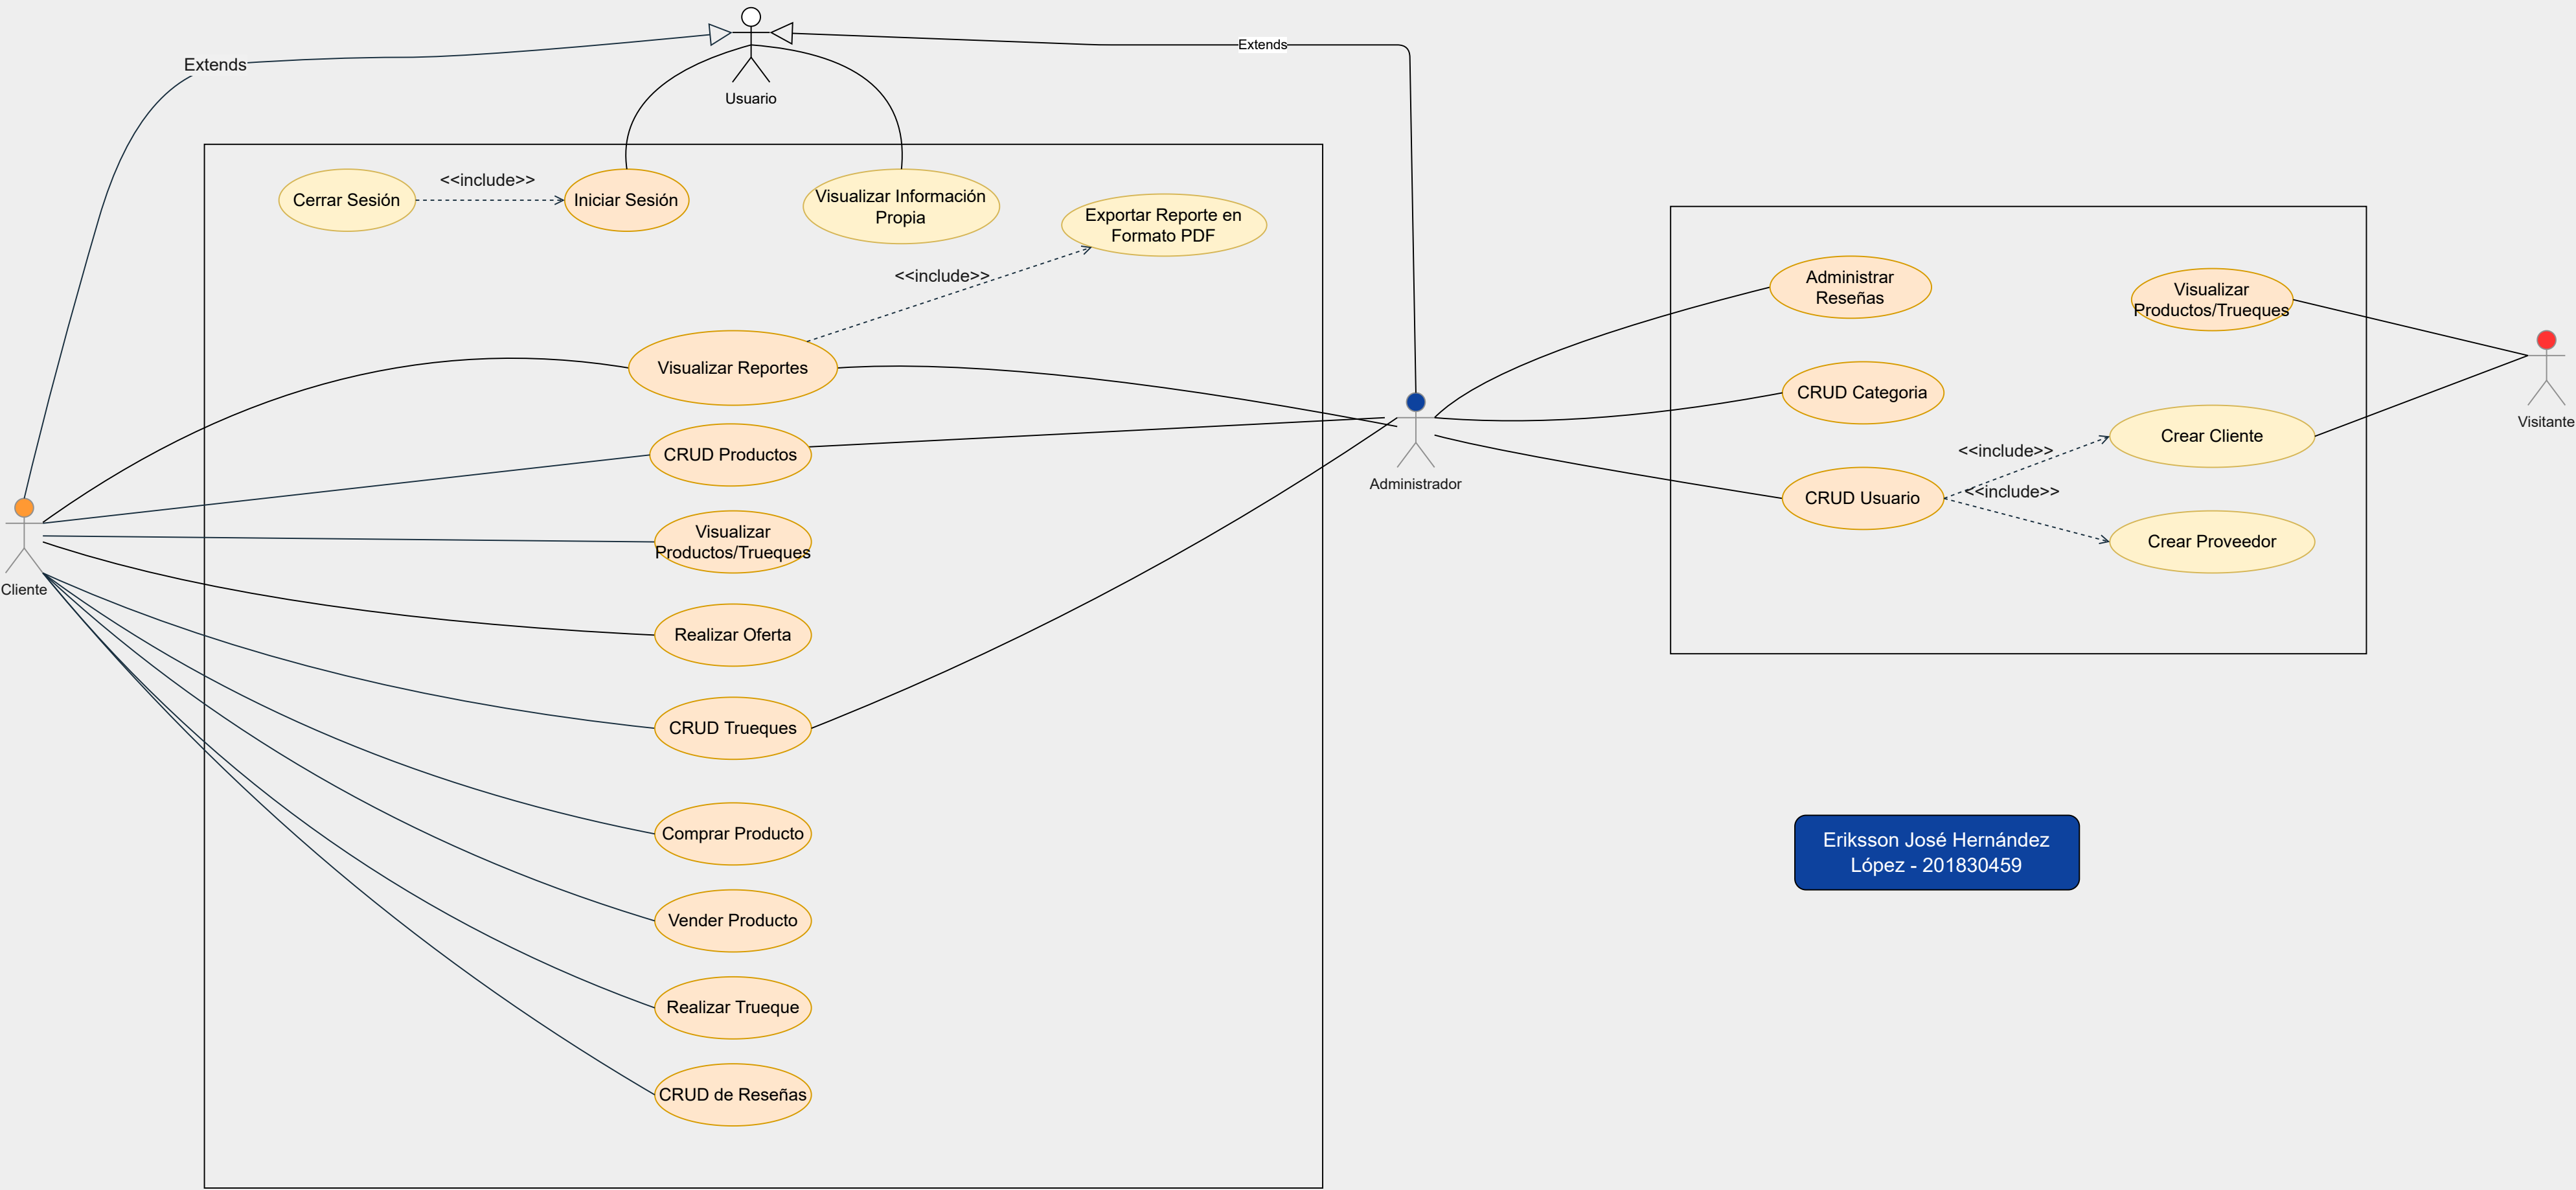 Usuario
Extends
Extends
Cerrar Sesión
<<include>>
Iniciar Sesión
Visualizar Información
Propia
Exportar Reporte en
Formato PDF
<<include>>
Visualizar Reportes
CRUD Productos
Visualizar
Productos/Trueques
Realizar Oferta
CRUD Trueques
Comprar Producto
Vender Producto
Realizar Trueque
CRUD de Reseñas
Cliente
Administrador
Administrar
Reseñas
CRUD Categoria
CRUD Usuario
<<include>>
<<include>>
Visualizar
Productos/Trueques
Crear Cliente
Crear Proveedor
Visitante
Eriksson José Hernández
López - 201830459